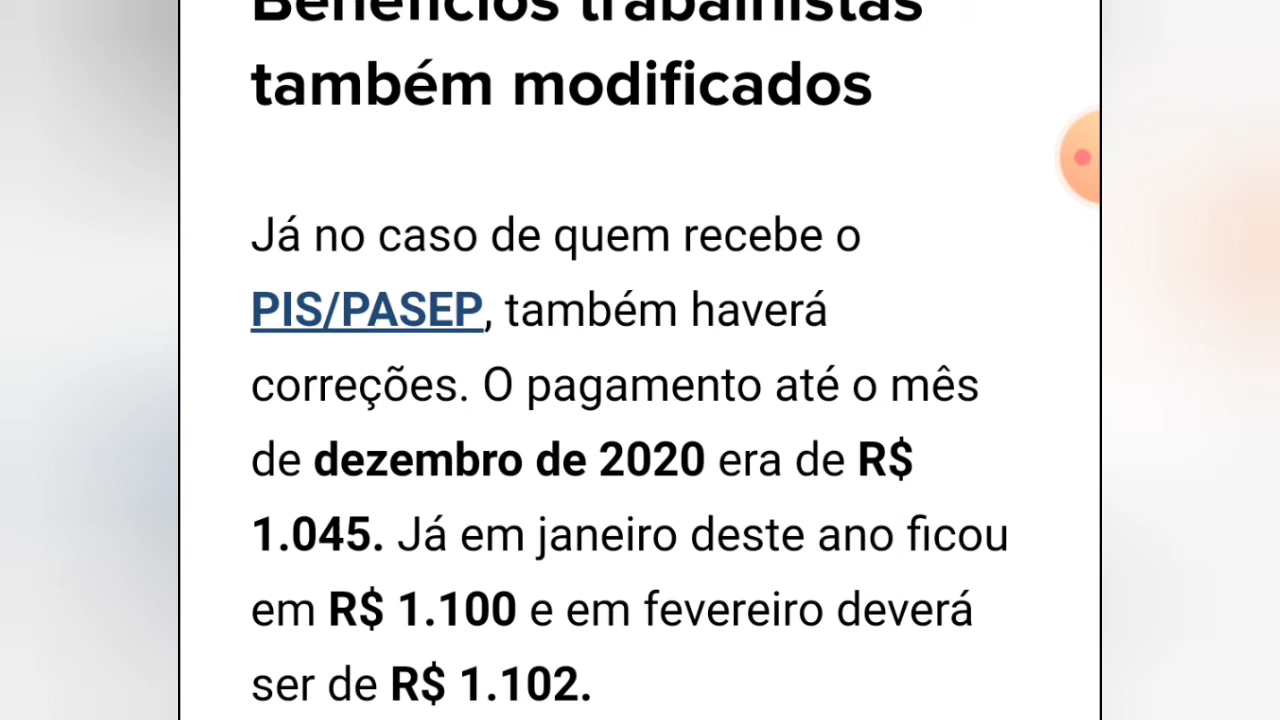 Benefícios trabalhistas
também modificados
Já no caso de quem recebe o
PIS/PASEP, também haverá
correções. O pagamento até o mês
de dezembro de 2020 era de R$
1.045. Já em janeiro deste ano ficou
em R$ 1.100 e em fevereiro deverá
ser de R$ 1.102.